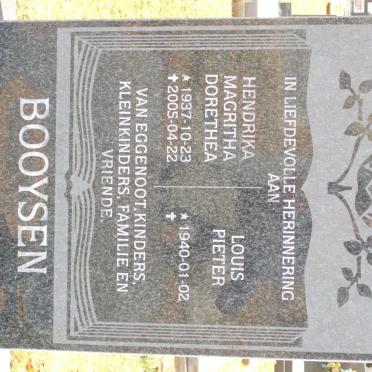 IN LIEFDEVOLLE HERINNERING
AAN
HENDRIKA
MAGRITHA
DORETHEA
★ 1937-10-23
✝ 2005-04-22
LOUIS
PIETER
★ 1940-01-02
✝
VAN EGGENOOT, KINDERS,
KLEINKINDERS, FAMILIE EN
VRIENDE.
BOOYSEN